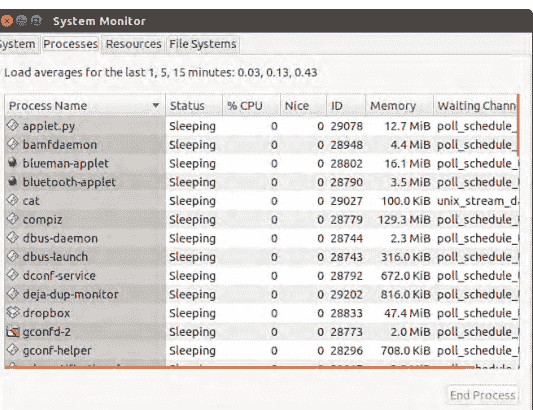 System Monitor
System Processes Resources File Systems
Load averages for the last 1, 5, 15 minutes: 0.03, 0.13, 0.43
Process Name Status % CPU Nice ID Memory Waiting Chann
applet.py Sleeping 0 0 29078 12.7 MiB poll_schedule_
bamfdaemon Sleeping 0 0 28948 4.4 MiB poll_schedule_
blueman-applet Sleeping 0 0 28802 16.1 MiB poll_schedule_
bluetooth-applet Sleeping 0 0 28790 3.5 MiB poll_schedule_
cat Sleeping 0 0 29027 100.0 KiB unix_stream_d
compiz Sleeping 0 0 28779 129.3 MiB poll_schedule_
dbus-daemon Sleeping 0 0 28744 2.3 MiB poll_schedule_
dbus-launch Sleeping 0 0 28743 316.0 KiB poll_schedule_
dconf-service Sleeping 0 0 28792 672.0 KiB poll_schedule_
deja-dup-monitor Sleeping 0 0 29202 816.0 KiB poll_schedule_
dropbox Sleeping 0 0 28833 47.4 MiB poll_schedule_
gconfd-2 Sleeping 0 0 28773 2.0 MiB poll_schedule_
gconf-helper Sleeping 0 0 28296 708.0 KiB poll_schedule_
End Process